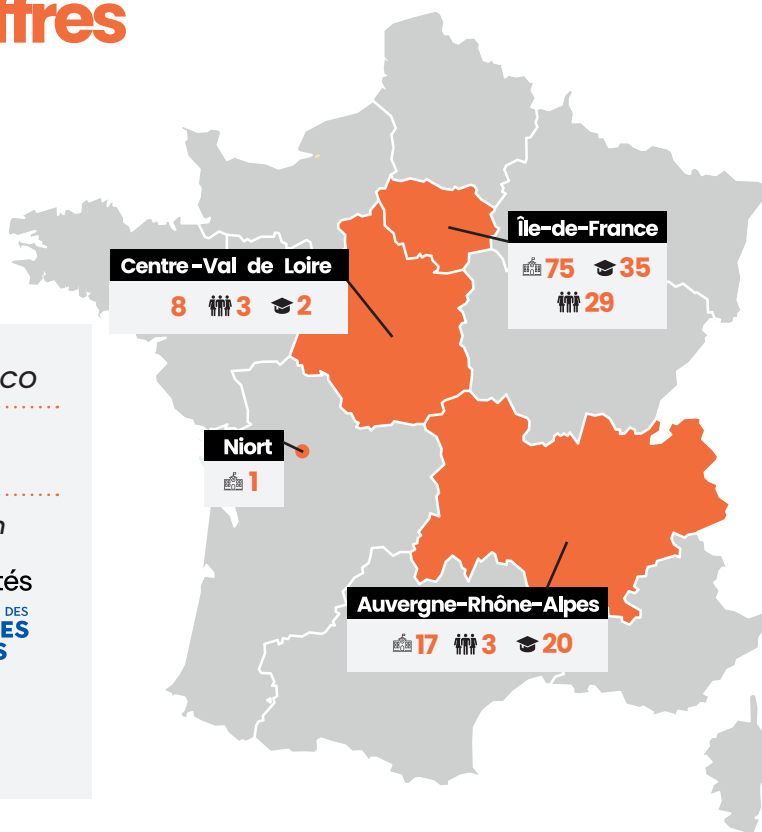 ffres
Île-de-France
75 35
29
Centre-Val de Loire
8 3 2
co
Niort
1
n
tés
DES
ES
S
Auvergne-Rhône-Alpes
17 3 20